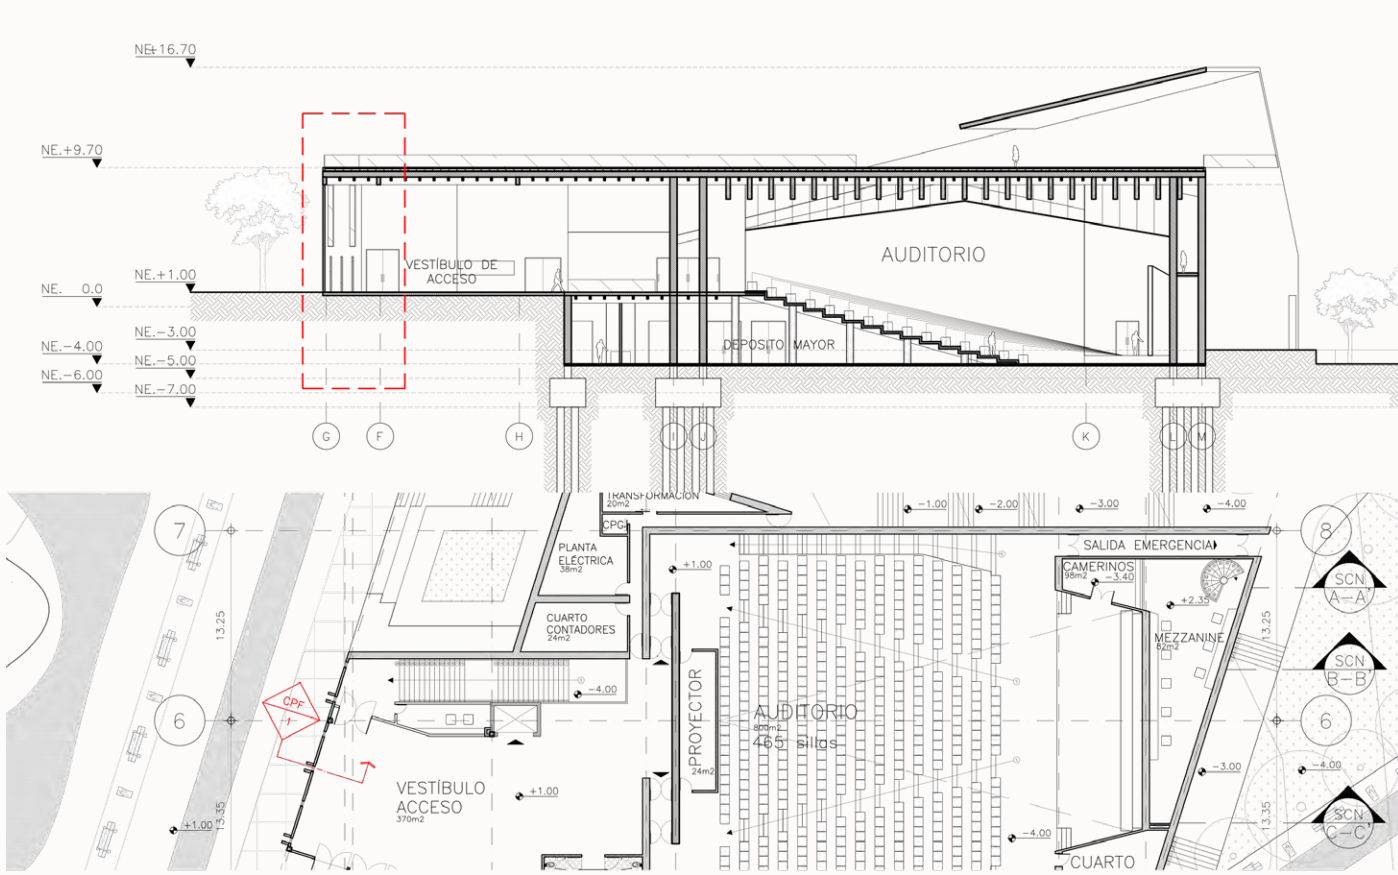 NE+16.70
NE.+9.70
NE.+1.00
NE. 0.0
NE.-3.00
NE.-4.00
NE.-5.00
NE.-6.00
NE.-7.00
VESTÍBULO DE
ACCESO
AUDITORIO
DEPOSITO MAYOR
G
F
H
I
J
K
L
M
TRANSFORMACIÓN
20m2
CPGI
PLANTA
ELÉCTRICA
38m2
CUARTO
CONTADORES
24m2
7
6
13.25
13.35
+1.00
CPF
1
-4.00
VESTÍBULO
ACCESO
370m2
+1.00
+1.00
PROYECTOR
24m2
AUDITORIO
800m2
465 sillas
-1.00
-2.00
-3.00
-4.00
SALIDA EMERGENCIA
CAMERINOS
98m2
-3.40
+2.35
MEZZANINE
82m2
-3.00
-4.00
-4.00
CUARTO
13.25
13.35
8
6
SCN
A-A'
SCN
B-B'
SCN
C-C'